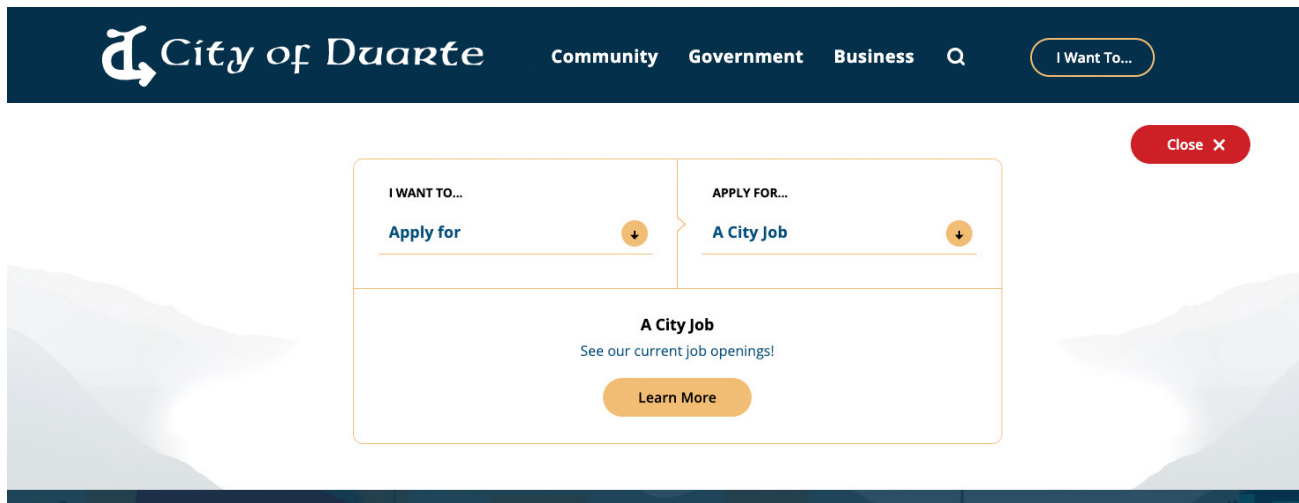 City of Duarte
Community Government Business
I Want To...
Close X
I WANT TO...
Apply for
APPLY FOR...
A City Job
A City Job
See our current job openings!
Learn More